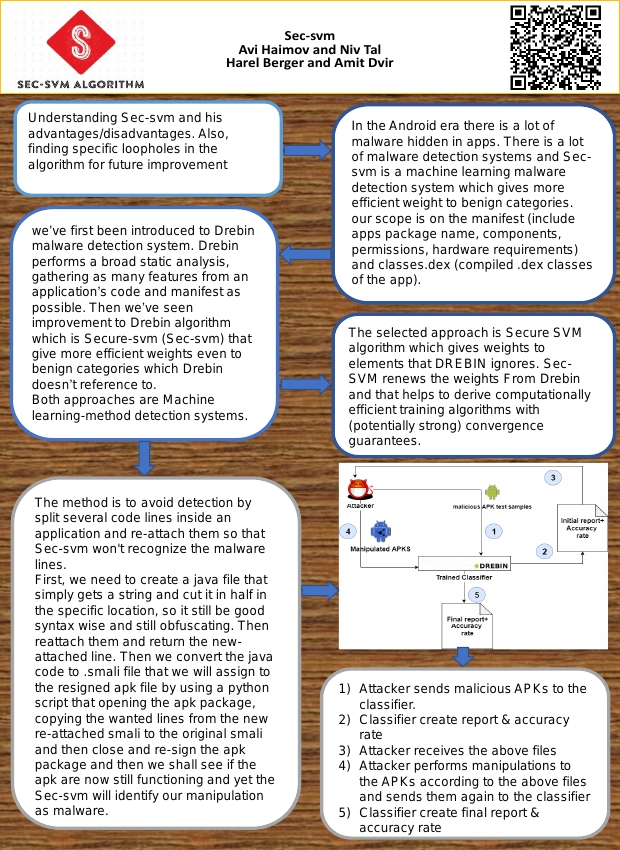 Sec-svm
Avi Haimov and Niv Tal
Harel Berger and Amit Dvir
S
SEC-SVM ALGORITHM
Understanding Sec-svm and his
advantages/disadvantages. Also,
finding specific loopholes in the
algorithm for future improvement
In the Android era there is a lot of
malware hidden in apps. There is a lot
of malware detection systems and Sec-
svm is a machine learning malware
detection system which gives more
efficient weight to benign categories.
our scope is on the manifest (include
apps package name, components,
permissions, hardware requirements)
and classes.dex (compiled .dex classes
of the app).
we've first been introduced to Drebin
malware detection system. Drebin
performs a broad static analysis,
gathering as many features from an
application's code and manifest as
possible. Then we've seen
improvement to Drebin algorithm
which is Secure-svm (Sec-svm) that
give more efficient weights even to
benign categories which Drebin
doesn't reference to.
Both approaches are Machine
learning-method detection systems.
The selected approach is Secure SVM
algorithm which gives weights to
elements that DREBIN ignores. Sec-
SVM renews the weights From Drebin
and that helps to derive computationally
efficient training algorithms with
(potentially strong) convergence
guarantees.
The method is to avoid detection by
split several code lines inside an
application and re-attach them so that
Sec-svm won't recognize the malware
lines.
First, we need to create a java file that
simply gets a string and cut it in half in
the specific location, so it still be good
syntax wise and still obfuscating. Then
reattach them and return the new-
attached line. Then we convert the java
code to .smali file that we will assign to
the resigned apk file by using a python
script that opening the apk package,
copying the wanted lines from the new
re-attached smali to the original smali
and then close and re-sign the apk
package and then we shall see if the
apk are now still functioning and yet the
Sec-svm will identify our manipulation
as malware.
3
Attacker
malicious APK test samples
Initial report+
Accuracy
rate
4
1
Manipulated APKS
2
DREBIN
Trained Classifier
5
Final report+
Accuracy
rate
1) Attacker sends malicious APKs to the
classifier.
2) Classifier create report & accuracy
rate
3) Attacker receives the above files
4) Attacker performs manipulations to
the APKs according to the above files
and sends them again to the classifier
5) Classifier create final report &
accuracy rate